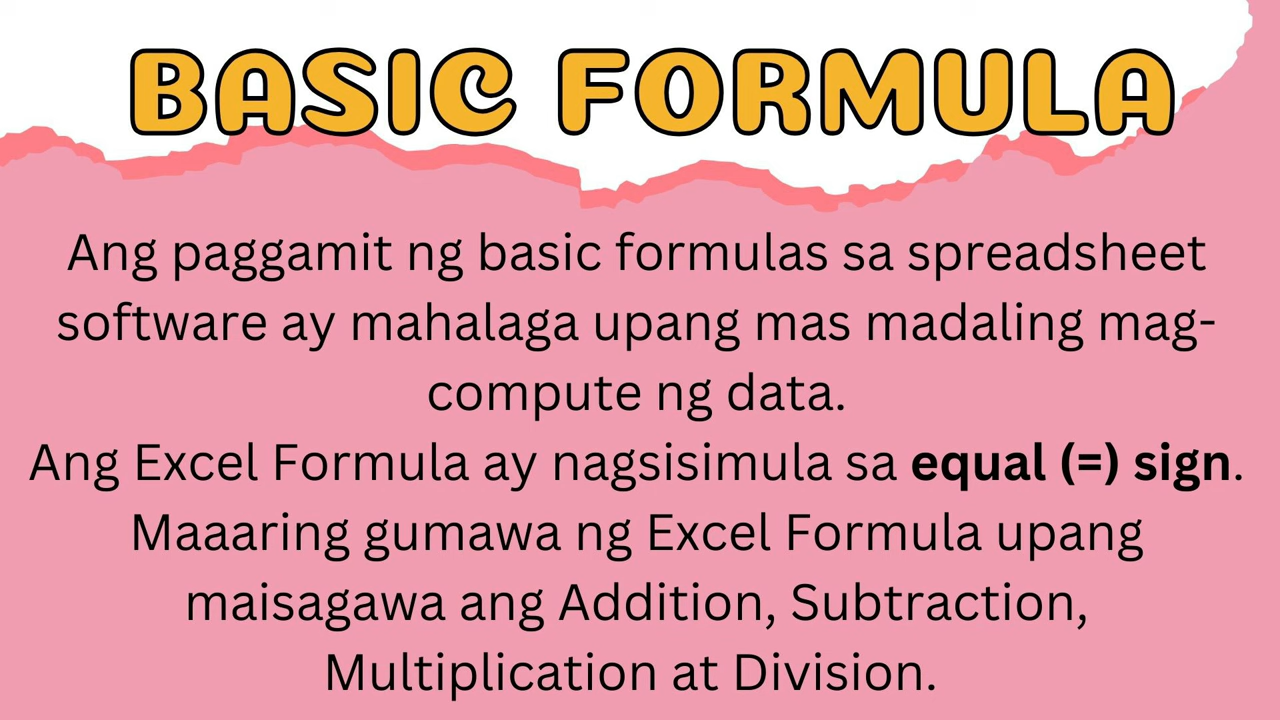 BASIC FORMULA
Ang paggamit ng basic formulas sa spreadsheet
software ay mahalaga upang mas madaling mag-
compute ng data.
Ang Excel Formula ay nagsisimula sa equal (=) sign.
Maaaring gumawa ng Excel Formula upang
maisagawa ang Addition, Subtraction,
Multiplication at Division.